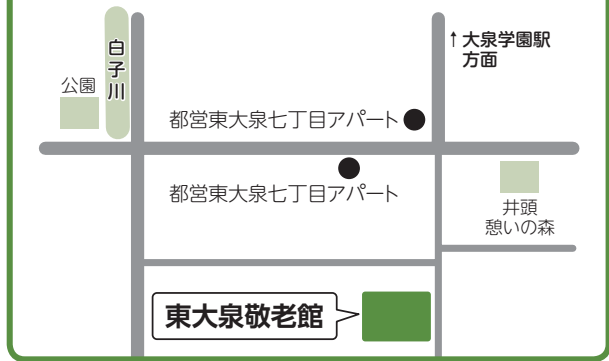 白子川
公園
↑大泉学園駅
方面
都営東大泉七丁目アパート
都営東大泉七丁目アパート
井頭
憩いの森
東大泉敬老館